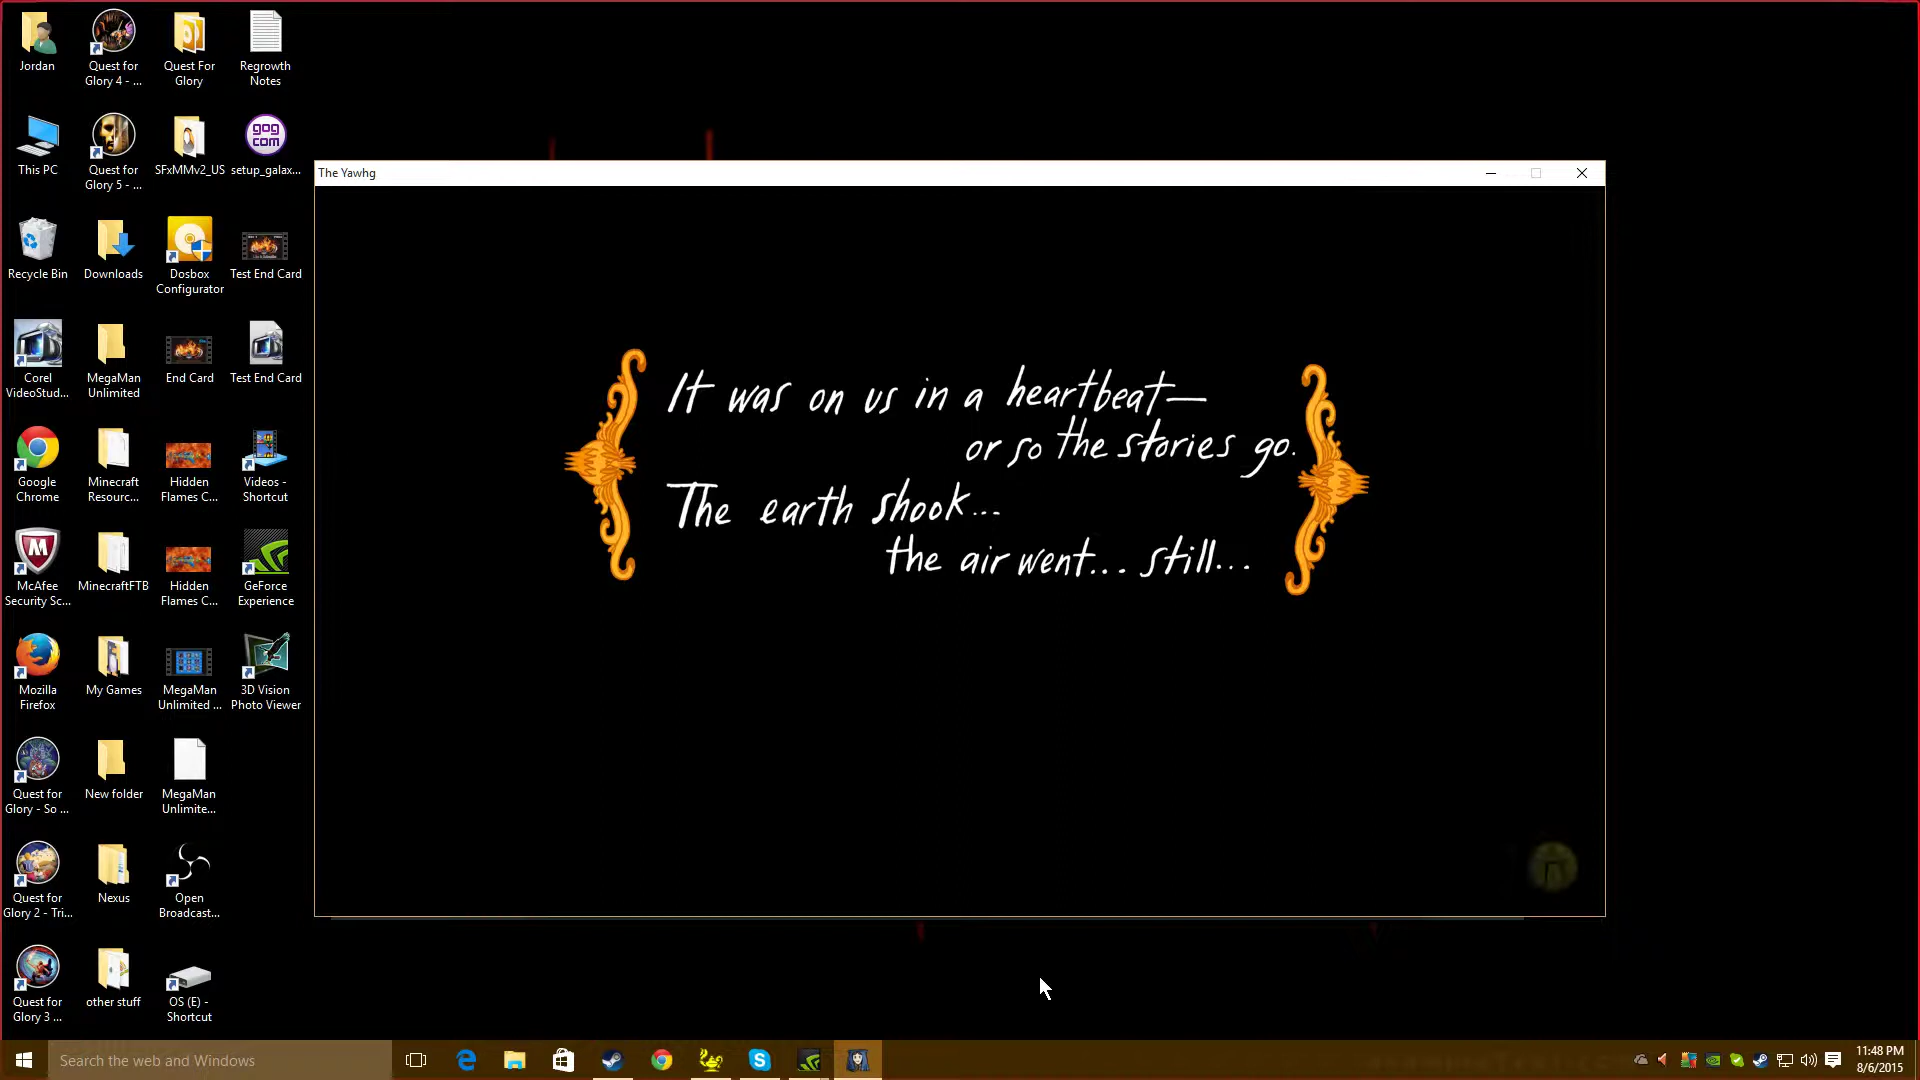 Jordan
Quest for
Glory 4 - ...
Quest For
Glory
Regrowth
Notes
This PC
Quest for
Glory 5 - ...
SFxMMv2_US
gog
com
setup_galax...
Recycle Bin
Downloads
Dosbox
Configurator
Test End Card
Corel
VideoStud...
MegaMan
Unlimited
End Card
Test End Card
Google
Chrome
Minecraft
Resourc...
Hidden
Flames C...
Videos -
Shortcut
McAfee
Security Sc...
MinecraftFTB
Hidden
Flames C...
GeForce
Experience
Mozilla
Firefox
My Games
MegaMan
Unlimited ...
3D Vision
Photo Viewer
Quest for
Glory - So ...
New folder
MegaMan
Unlimite...
Quest for
Glory 2 - Tri...
Nexus
Open
Broadcast...
Quest for
Glory 3 ...
other stuff
OS (E) -
Shortcut
The Yawhg
It was on us in a heartbeat—
or so the stories go.
The earth shook...
the air went... still...
Search the web and Windows
11:48 PM
8/6/2015